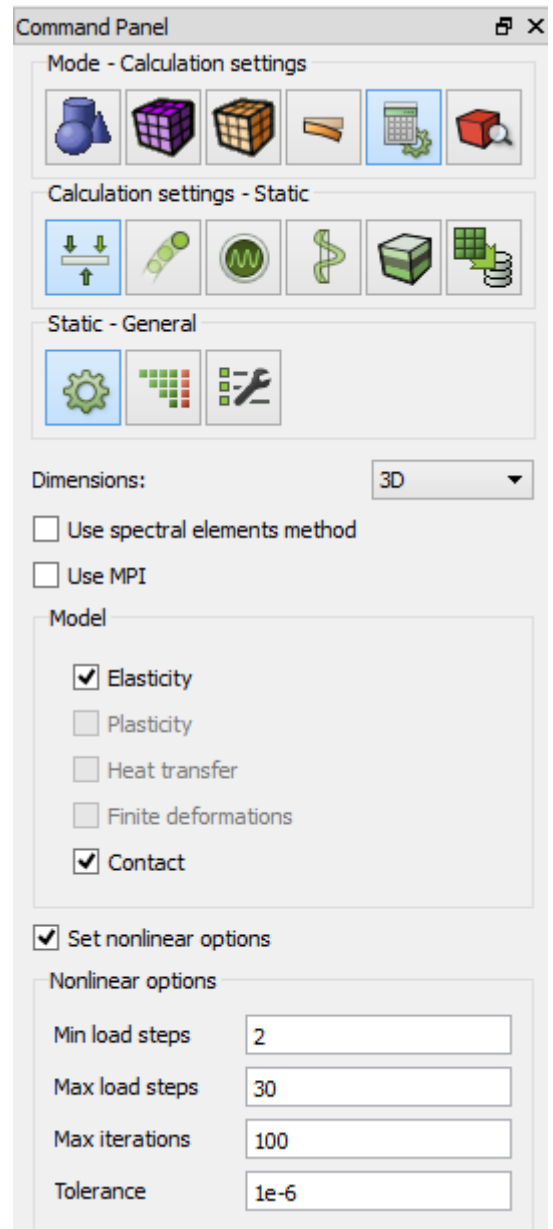 Command Panel
Mode - Calculation settings
Calculation settings - Static
Static - General
Dimensions: 3D
Use spectral elements method
Use MPI
Model
Elasticity
Plasticity
Heat transfer
Finite deformations
Contact
Set nonlinear options
Nonlinear options
Min load steps 2
Max load steps 30
Max iterations 100
Tolerance 1e-6